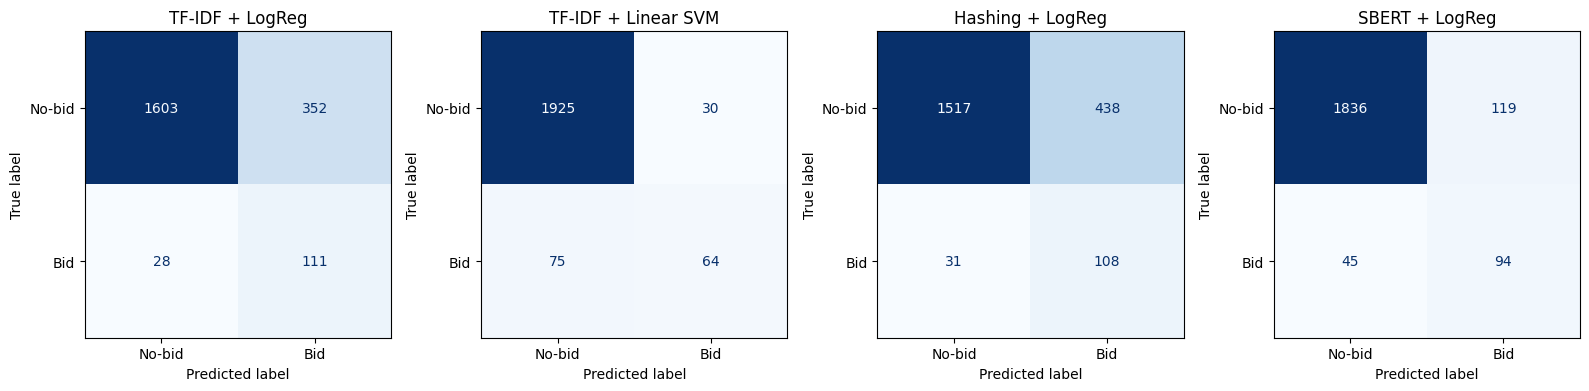 TF-IDF + LogReg
No-bid
1603
352
Bid
28
111
No-bid
Bid
True label
Predicted label
TF-IDF + Linear SVM
No-bid
1925
30
Bid
75
64
No-bid
Bid
True label
Predicted label
Hashing + LogReg
No-bid
1517
438
Bid
31
108
No-bid
Bid
True label
Predicted label
SBERT + LogReg
No-bid
1836
119
Bid
45
94
No-bid
Bid
True label
Predicted label